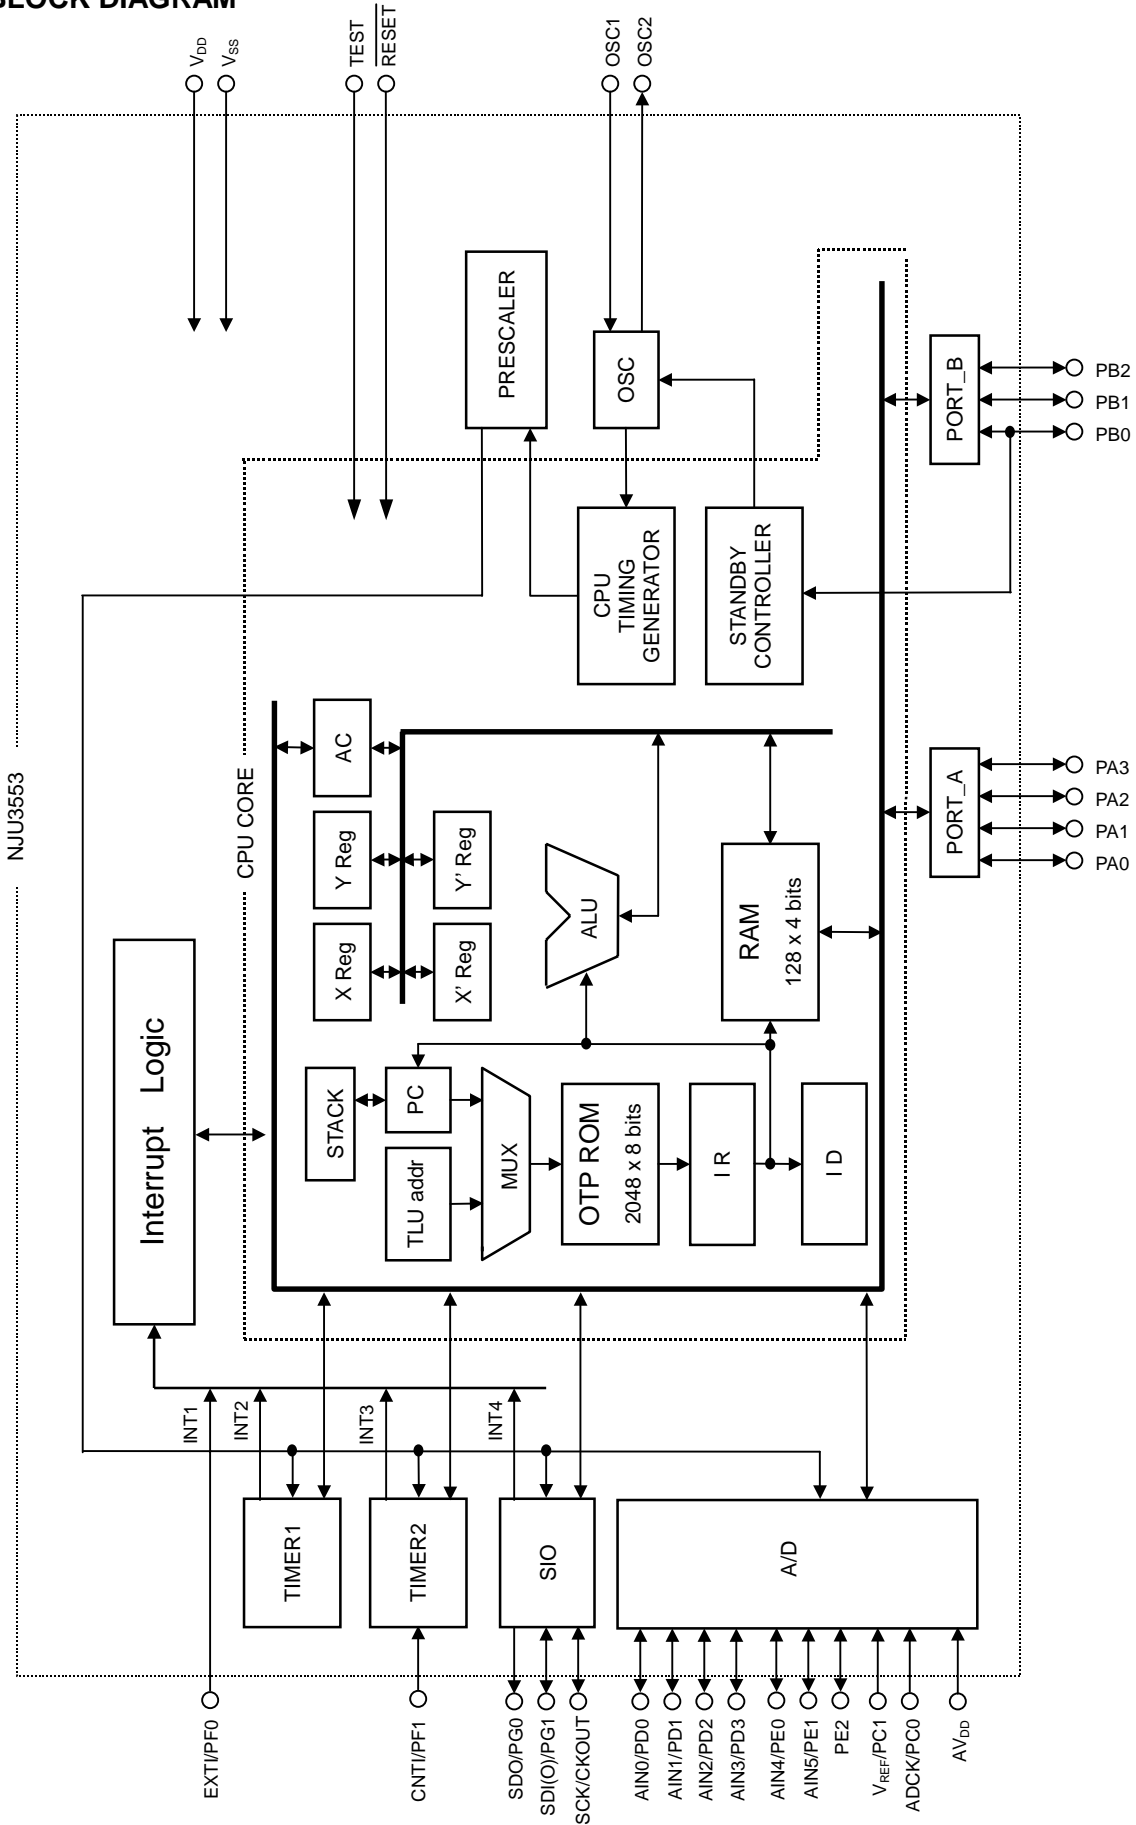 BLOCK DIAGRAM
NJU3553
VDD
VSS
TEST
RESET
OSC1
OSC2
PRESCALER
OSC
CPU TIMING GENERATOR
STANDBY CONTROLLER
PORT_B
PB2
PB1
PB0
CPU CORE
AC
Y Reg
X Reg
Y' Reg
X' Reg
ALU
RAM
128 x 4 bits
PORT_A
PA3
PA2
PA1
PA0
Interrupt Logic
STACK
PC
TLU addr
MUX
OTP ROM
2048 x 8 bits
I R
I D
INT1
INT2
INT3
INT4
TIMER1
TIMER2
SIO
A/D
EXTI/PF0
CNTI/PF1
SDO/PG0
SDI(O)/PG1
SCK/CKOUT
AIN0/PD0
AIN1/PD1
AIN2/PD2
AIN3/PD3
AIN4/PE0
AIN5/PE1
PE2
VREF/PC1
ADCK/PC0
AVDD